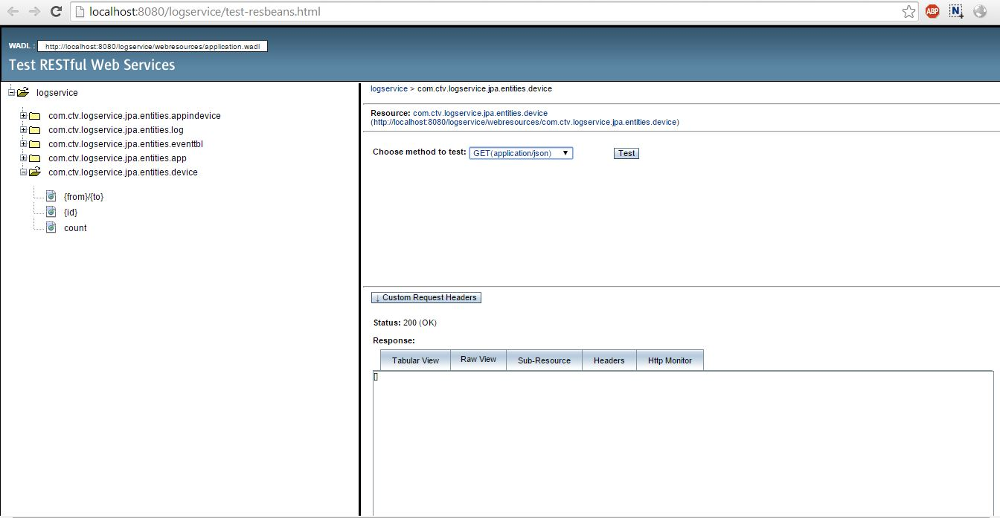 localhost:8080/logservice/test-resbeans.html
ABP
N
WADL : http://localhost:8080/logservice/webresources/application.wadl
Test RESTful Web Services
logservice
com.ctv.logservice.jpa.entities.appindevice
com.ctv.logservice.jpa.entities.log
com.ctv.logservice.jpa.entities.eventtbl
com.ctv.logservice.jpa.entities.app
com.ctv.logservice.jpa.entities.device
{from}/{to}
{id}
count
logservice > com.ctv.logservice.jpa.entities.device
Resource: com.ctv.logservice.jpa.entities.device
(http://localhost:8080/logservice/webresources/com.ctv.logservice.jpa.entities.device)
Choose method to test: GET(application/json) Test
↓ Custom Request Headers
Status: 200 (OK)
Response:
Tabular View Raw View Sub-Resource Headers Http Monitor
[]